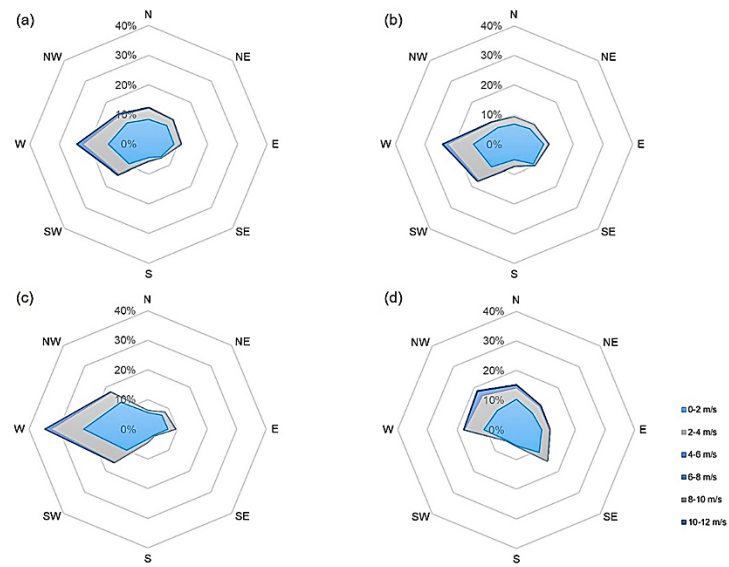 (a)
N
40%
30%
20%
10%
0%
NW
NE
W
E
SW
SE
S
(b)
N
40%
30%
20%
10%
0%
NW
NE
W
E
SW
SE
S
(c)
N
40%
30%
20%
10%
0%
NW
NE
W
E
SW
SE
S
(d)
N
40%
30%
20%
10%
0%
NW
NE
W
E
SW
SE
S
0-2 m/s
2-4 m/s
4-6 m/s
6-8 m/s
8-10 m/s
10-12 m/s